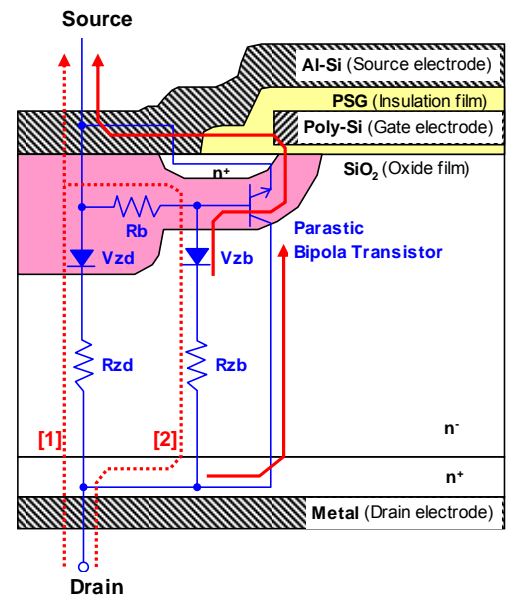 Source
Al-Si (Source electrode)
PSG (Insulation film)
Poly-Si (Gate electrode)
n+
SiO2 (Oxide film)
Rb
Parastic
Bipola Transistor
Vzd
Vzb
Rzd
Rzb
[1]
[2]
n-
n+
Metal (Drain electrode)
Drain